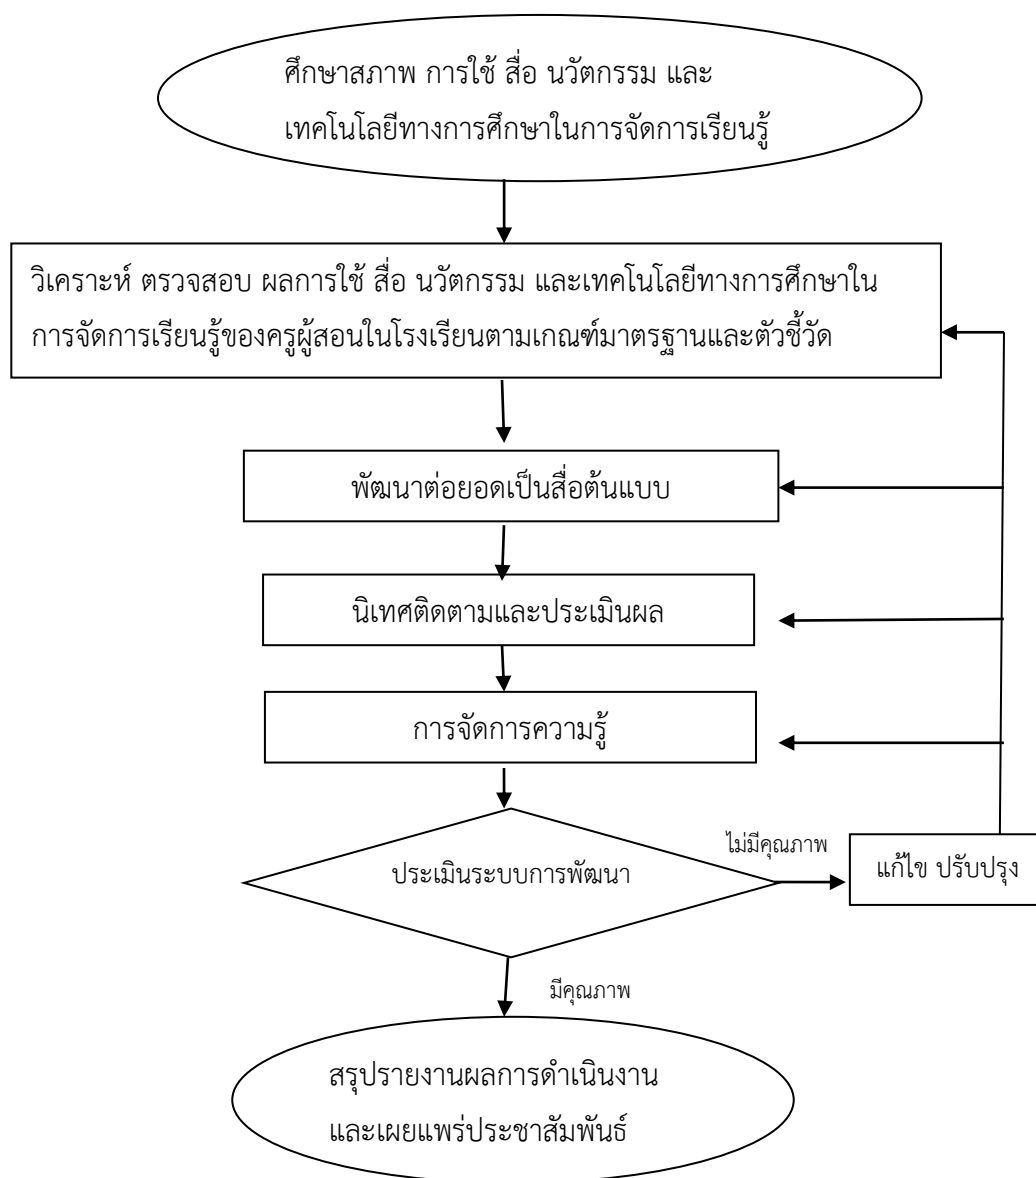 ศึกษาสภาพ การใช้ สื่อ นวัตกรรม และ
เทคโนโลยีทางการศึกษาในการจัดการเรียนรู้
วิเคราะห์ ตรวจสอบ ผลการใช้ สื่อ นวัตกรรม และเทคโนโลยีทางการศึกษาใน
การจัดการเรียนรู้ของครูผู้สอนในโรงเรียนตามเกณฑ์มาตรฐานและตัวชี้วัด
พัฒนาต่อยอดเป็นสื่อต้นแบบ
นิเทศติดตามและประเมินผล
การจัดการความรู้
ประเมินระบบการพัฒนา
ไม่มีคุณภาพ
แก้ไข ปรับปรุง
มีคุณภาพ
สรุปรายงานผลการดำเนินงาน
และเผยแพร่ประชาสัมพันธ์